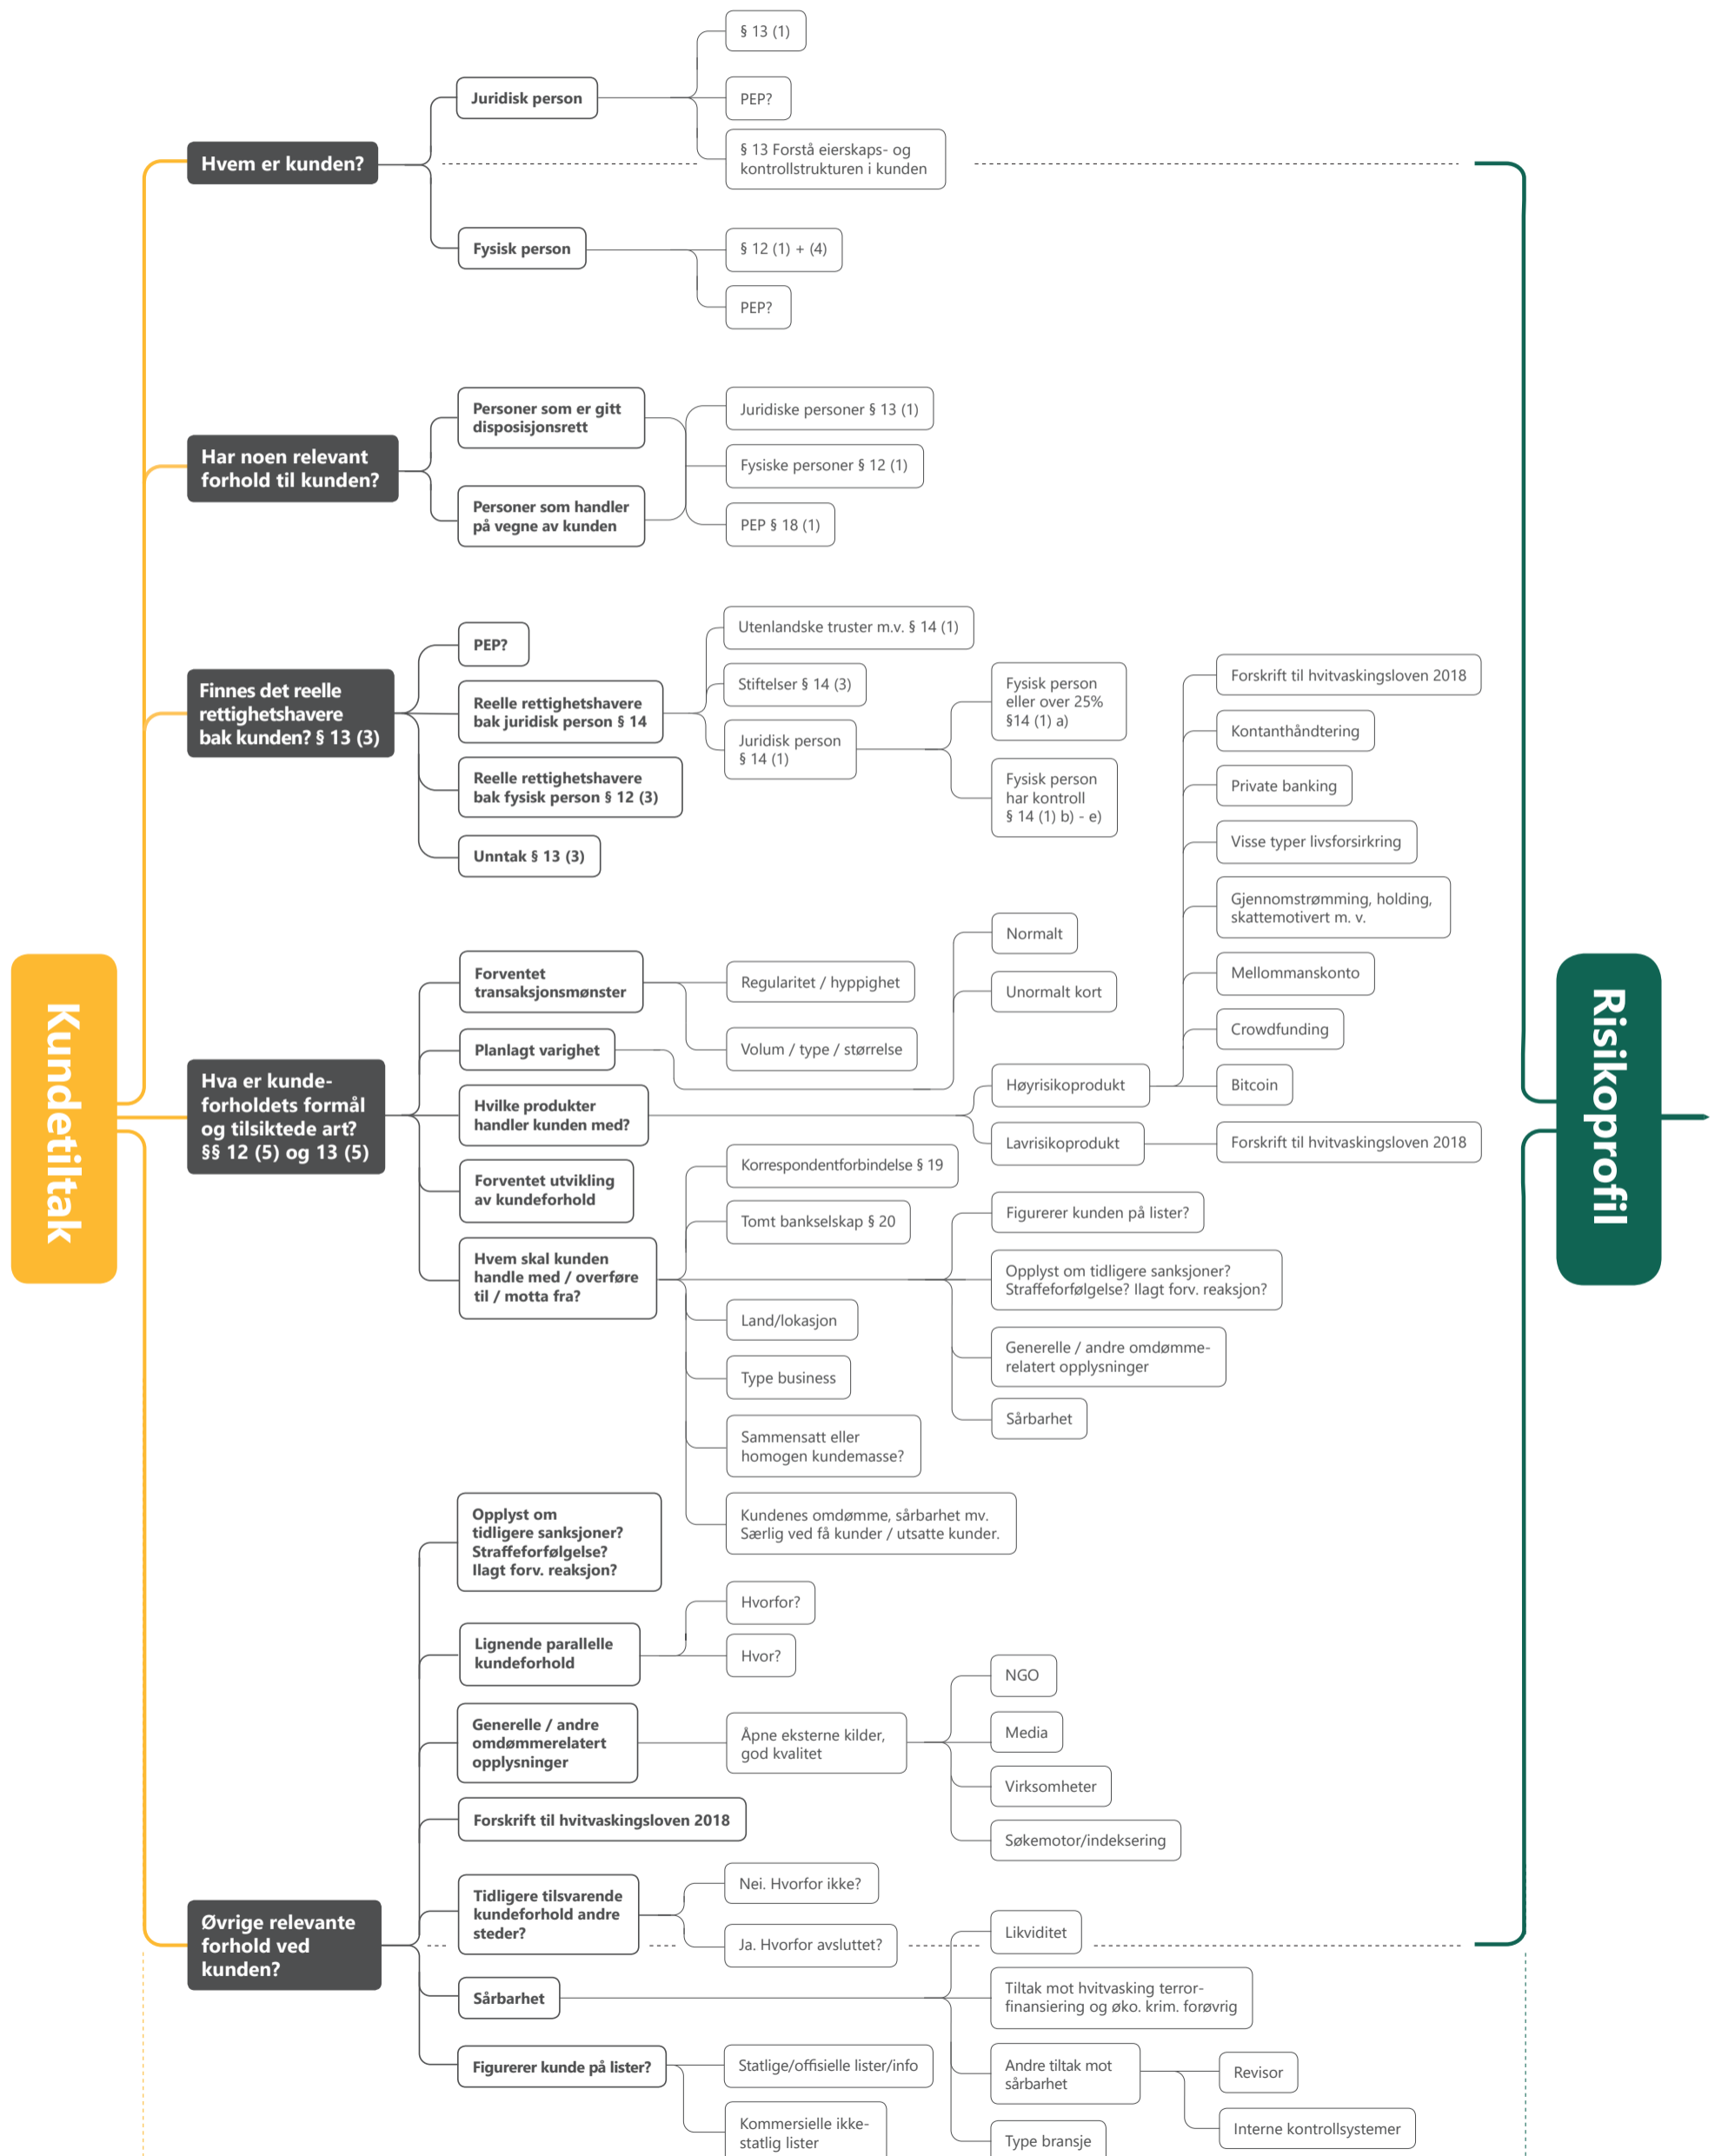 Kundetiltak
Hvem er kunden?
Juridisk person
§ 13 (1)
PEP?
§ 13 Forstå eierskaps- og
kontrollstrukturen i kunden
Fysisk person
§ 12 (1) + (4)
PEP?
Har noen relevant
forhold til kunden?
Personer som er gitt
disposisjonsrett
Personer som handler
på vegne av kunden
Juridiske personer § 13 (1)
Fysiske personer § 12 (1)
PEP § 18 (1)
Finnes det reelle
rettighetshavere
bak kunden? § 13 (3)
PEP?
Reelle rettighetshavere
bak juridisk person § 14
Utenlandske truster m.v. § 14 (1)
Stiftelser § 14 (3)
Juridisk person
§ 14 (1)
Fysisk person
eller over 25%
§14 (1) a)
Fysisk person
har kontroll
§ 14 (1) b) - e)
Reelle rettighetshavere
bak fysisk person § 12 (3)
Unntak § 13 (3)
Hva er kunde-
forholdets formål
og tilsiktede art?
§§ 12 (5) og 13 (5)
Forventet
transaksjonsmønster
Regularitet / hyppighet
Volum / type / størrelse
Planlagt varighet
Normalt
Unormalt kort
Hvilke produkter
handler kunden med?
Høyrisikoprodukt
Forskrift til hvitvaskingsloven 2018
Kontanthåndtering
Private banking
Visse typer livsforsirkring
Gjennomstrømming, holding,
skattemotivert m. v.
Mellommanskonto
Crowdfunding
Bitcoin
Lavrisikoprodukt
Forskrift til hvitvaskingsloven 2018
Forventet utvikling
av kundeforhold
Hvem skal kunden
handle med / overføre
til / motta fra?
Korrespondentforbindelse § 19
Tomt bankselskap § 20
Figurerer kunden på lister?
Opplyst om tidligere sanksjoner?
Straffeforfølgelse? Ilagt forv. reaksjon?
Generelle / andre omdømme-
relatert opplysninger
Sårbarhet
Land/lokasjon
Type business
Sammensatt eller
homogen kundemasse?
Kundenes omdømme, sårbarhet mv.
Særlig ved få kunder / utsatte kunder.
Øvrige relevante
forhold ved
kunden?
Opplyst om
tidligere sanksjoner?
Straffeforfølgelse?
Ilagt forv. reaksjon?
Lignende parallelle
kundeforhold
Hvorfor?
Hvor?
Generelle / andre
omdømmerelatert
opplysninger
Åpne eksterne kilder,
god kvalitet
NGO
Media
Virksomheter
Søkemotor/indeksering
Forskrift til hvitvaskingsloven 2018
Tidligere tilsvarende
kundeforhold andre
steder?
Nei. Hvorfor ikke?
Ja. Hvorfor avsluttet?
Sårbarhet
Likviditet
Tiltak mot hvitvasking terror-
finansiering og øko. krim. forøvrig
Andre tiltak mot
sårbarhet
Revisor
Interne kontrollsystemer
Type bransje
Figurerer kunde på lister?
Statlige/offisielle lister/info
Kommersielle ikke-
statlig lister
Risikoprofil